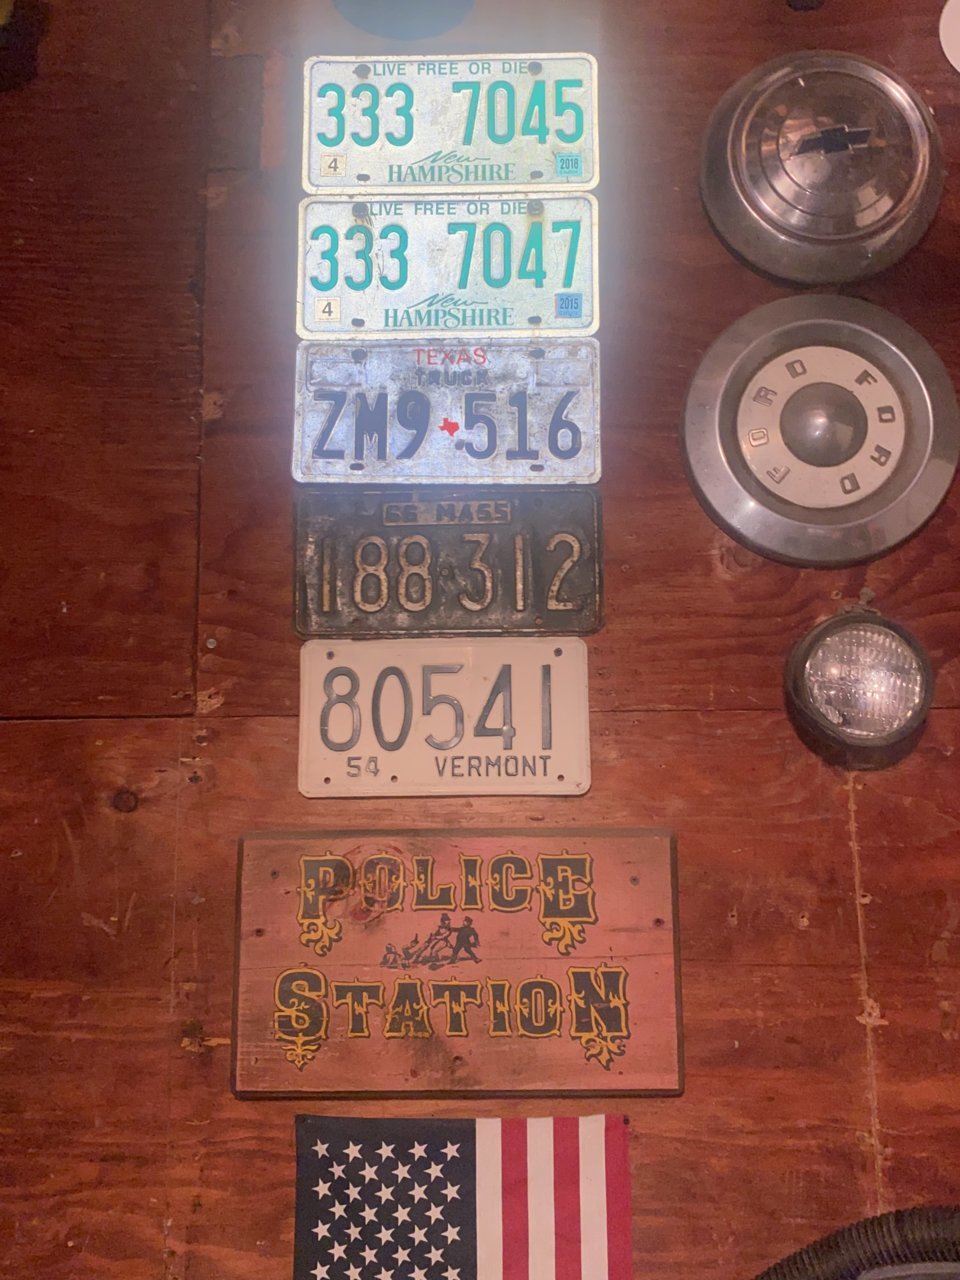 LIVE FREE OR DIE
333 7045
4
New
HAMPSHIRE
2018
LIVE FREE OR DIE
333 7047
4
New
HAMPSHIRE
2015
TEXAS
TRUCK
ZM9 516
66 MASS
188 312
80541
54 VERMONT
POLICE
STATION
FORD
FORD